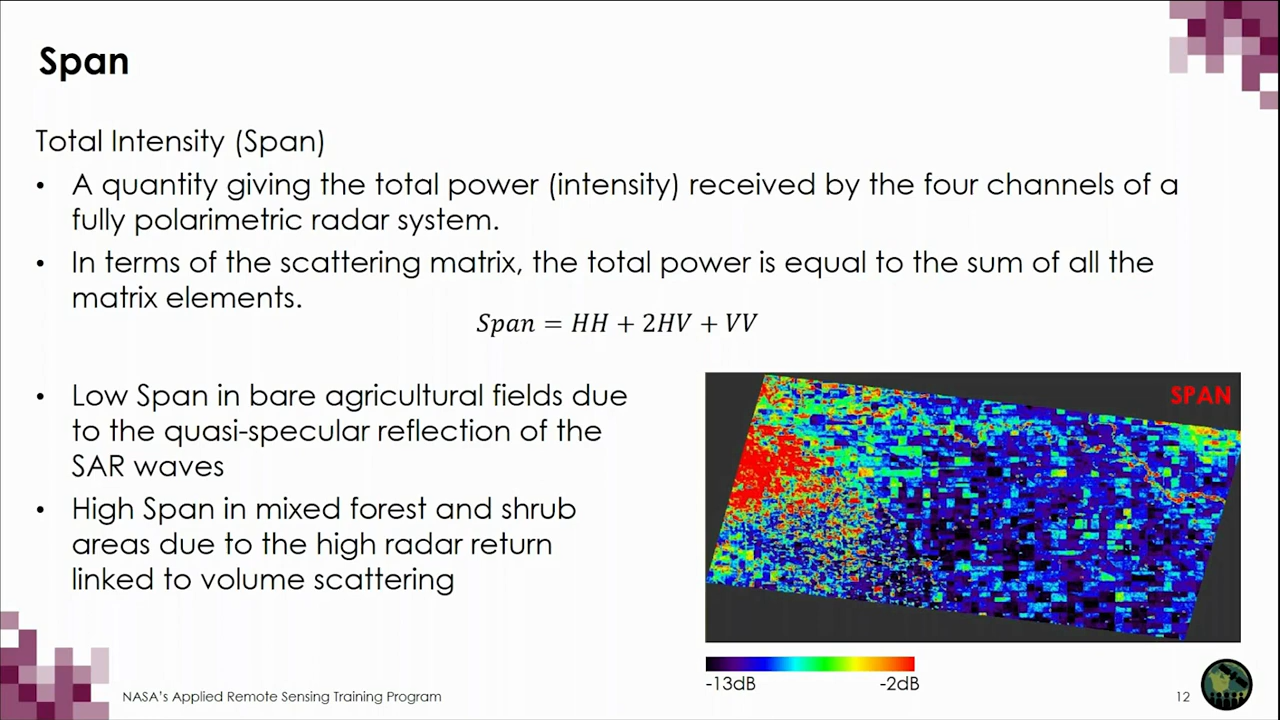 Span
Total Intensity (Span)
• A quantity giving the total power (intensity) received by the four channels of a
fully polarimetric radar system.
• In terms of the scattering matrix, the total power is equal to the sum of all the
matrix elements.
Span = HH + 2HV + VV
• Low Span in bare agricultural fields due
to the quasi-specular reflection of the
SAR waves
• High Span in mixed forest and shrub
areas due to the high radar return
linked to volume scattering
SPAN
-13dB
-2dB
NASA's Applied Remote Sensing Training Program
12